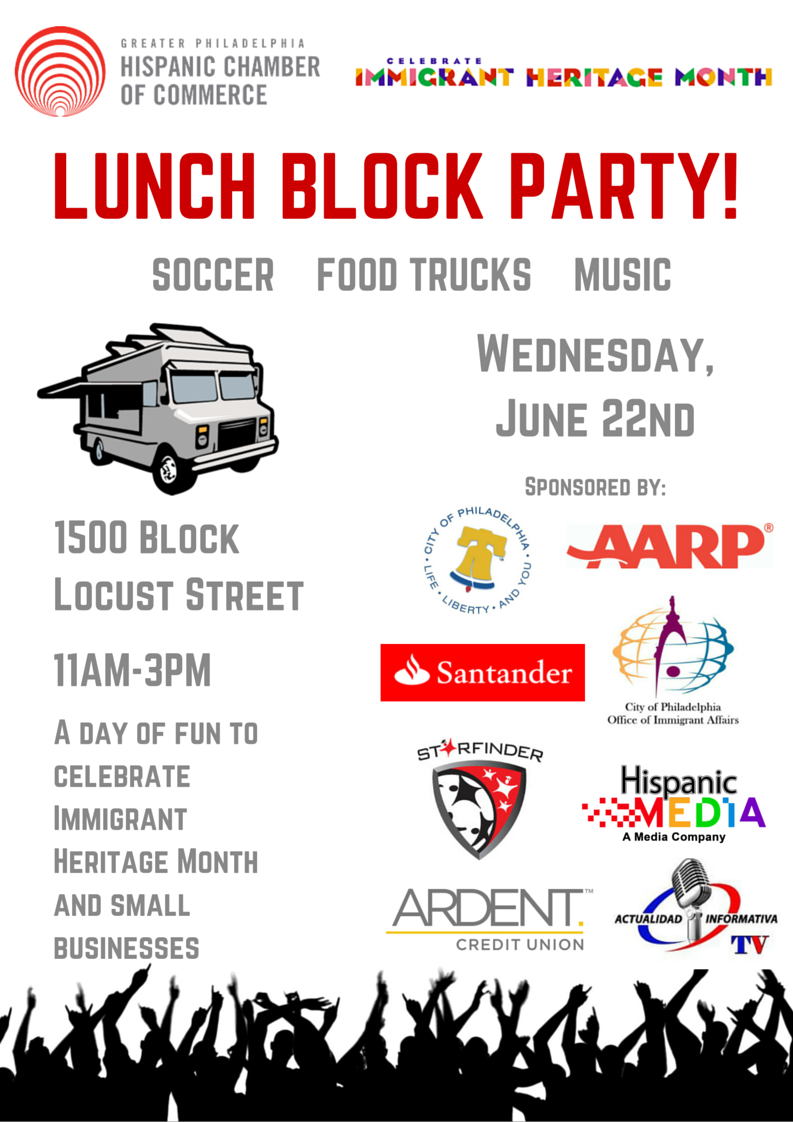 GREATER PHILADELPHIA
HISPANIC CHAMBER
OF COMMERCE
CELEBRATE
IMMIGRANT HERITAGE MONTH
LUNCH BLOCK PARTY!
SOCCER FOOD TRUCKS MUSIC
WEDNESDAY,
JUNE 22ND
SPONSORED BY:
1500 BLOCK
LOCUST STREET
11AM-3PM
A DAY OF FUN TO
CELEBRATE
IMMIGRANT
HERITAGE MONTH
AND SMALL
BUSINESSES
CITY OF PHILADELPHIA
• LIFE • LIBERTY • AND YOU •
AARP®
Santander
City of Philadelphia
Office of Immigrant Affairs
STARFINDER
Hispanic
MEDIA
A Media Company
ARDENT.™
CREDIT UNION
ACTUALIDAD INFORMATIVA
TV